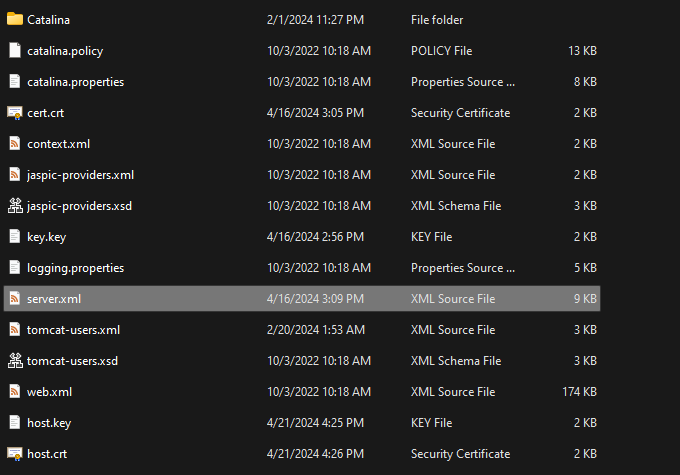 Catalina 2/1/2024 11:27 PM File folder
catalina.policy 10/3/2022 10:18 AM POLICY File 13 KB
catalina.properties 10/3/2022 10:18 AM Properties Source ... 8 KB
cert.crt 4/16/2024 3:05 PM Security Certificate 2 KB
context.xml 10/3/2022 10:18 AM XML Source File 2 KB
jaspic-providers.xml 10/3/2022 10:18 AM XML Source File 2 KB
jaspic-providers.xsd 10/3/2022 10:18 AM XML Schema File 3 KB
key.key 4/16/2024 2:56 PM KEY File 2 KB
logging.properties 10/3/2022 10:18 AM Properties Source ... 5 KB
server.xml 4/16/2024 3:09 PM XML Source File 9 KB
tomcat-users.xml 2/20/2024 1:53 AM XML Source File 3 KB
tomcat-users.xsd 10/3/2022 10:18 AM XML Schema File 3 KB
web.xml 10/3/2022 10:18 AM XML Source File 174 KB
host.key 4/21/2024 4:25 PM KEY File 2 KB
host.crt 4/21/2024 4:26 PM Security Certificate 2 KB